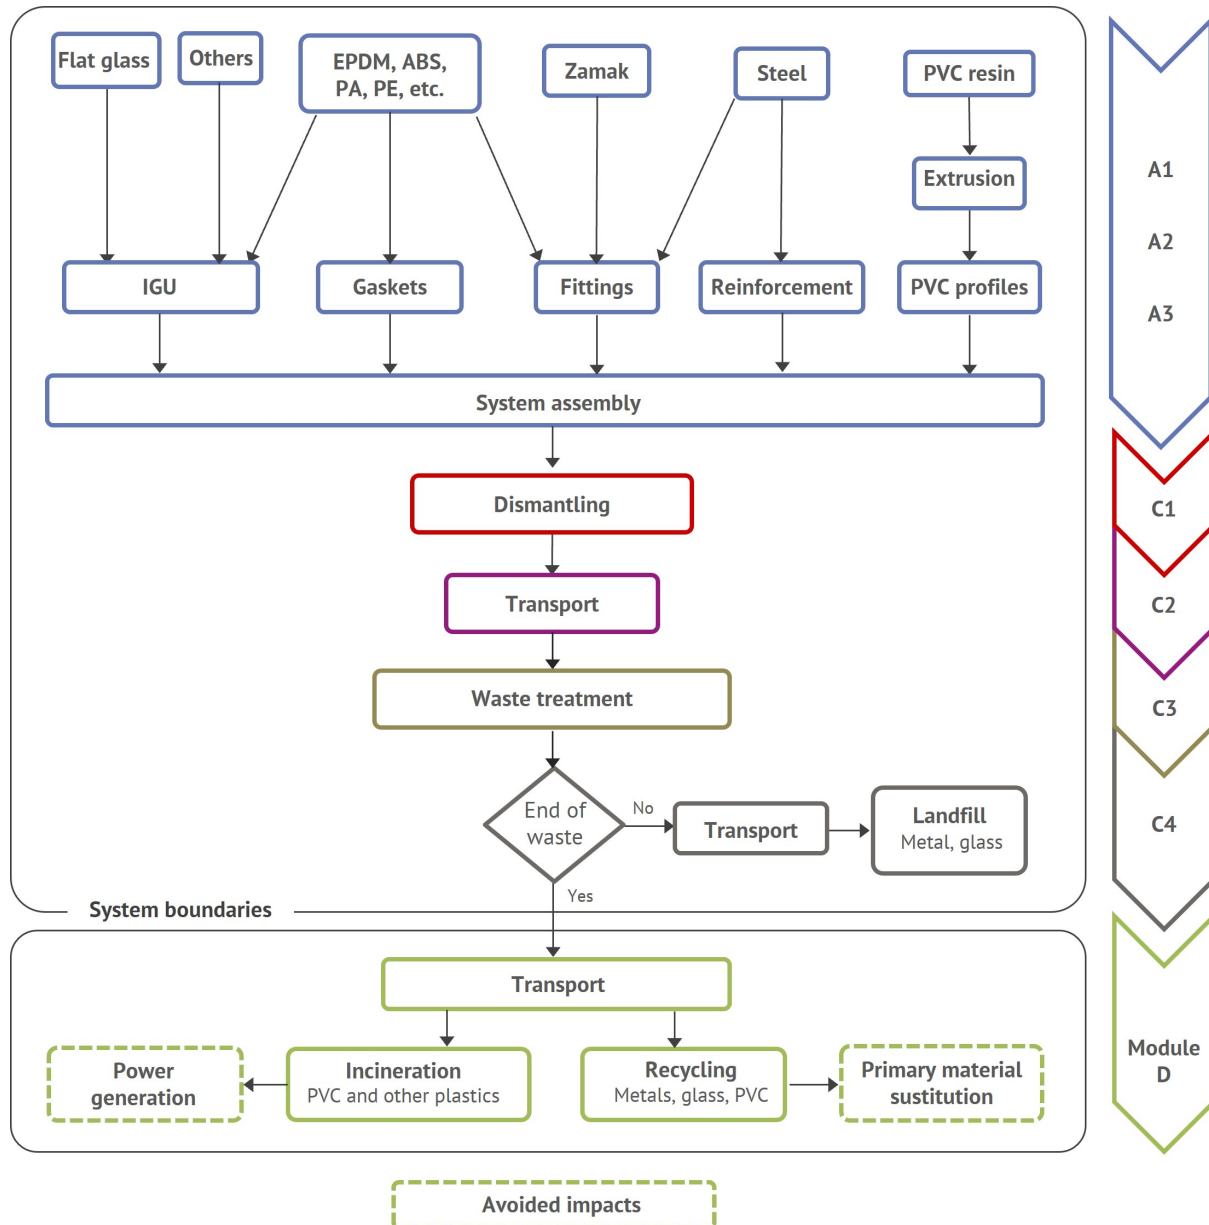 Flat glass
Others
EPDM, ABS,
PA, PE, etc.
Zamak
Steel
PVC resin
Extrusion
A1
A2
A3
IGU
Gaskets
Fittings
Reinforcement
PVC profiles
System assembly
Dismantling
C1
Transport
C2
Waste treatment
C3
End of
waste
No
Transport
Landfill
Metal, glass
C4
Yes
System boundaries
Transport
Power
generation
Incineration
PVC and other plastics
Recycling
Metals, glass, PVC
Primary material
sustitution
Module
D
Avoided impacts